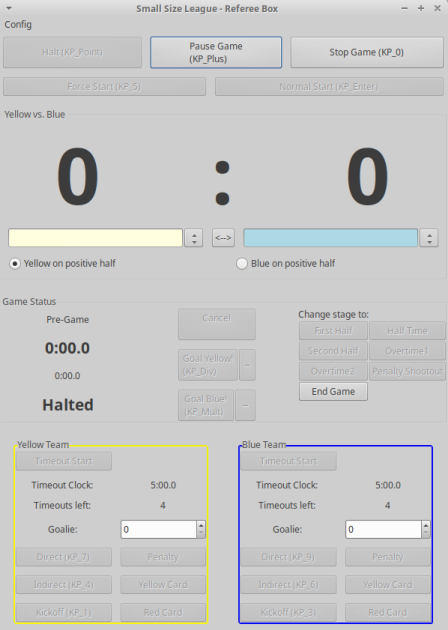 Small Size League - Referee Box
Config
Halt (KP_Point)
Pause Game
(KP_Plus)
Stop Game (KP_0)
Force Start (KP_5)
Normal Start (KP_Enter)
Yellow vs. Blue
0 : 0
<-->
Yellow on positive half
Blue on positive half
Game Status
Pre-Game
0:00.0
0:00.0
Halted
Cancel
Goal Yellow!
(KP_Div)
−
Goal Blue!
(KP_Mult)
−
Change stage to:
First Half
Half Time
Second Half
Overtime1
Overtime2
Penalty Shootout
End Game
Yellow Team
Timeout Start
Timeout Clock: 5:00.0
Timeouts left: 4
Goalie: 0
Direct (KP_7)
Penalty
Indirect (KP_4)
Yellow Card
Kickoff (KP_1)
Red Card
Blue Team
Timeout Start
Timeout Clock: 5:00.0
Timeouts left: 4
Goalie: 0
Direct (KP_9)
Penalty
Indirect (KP_6)
Yellow Card
Kickoff (KP_3)
Red Card